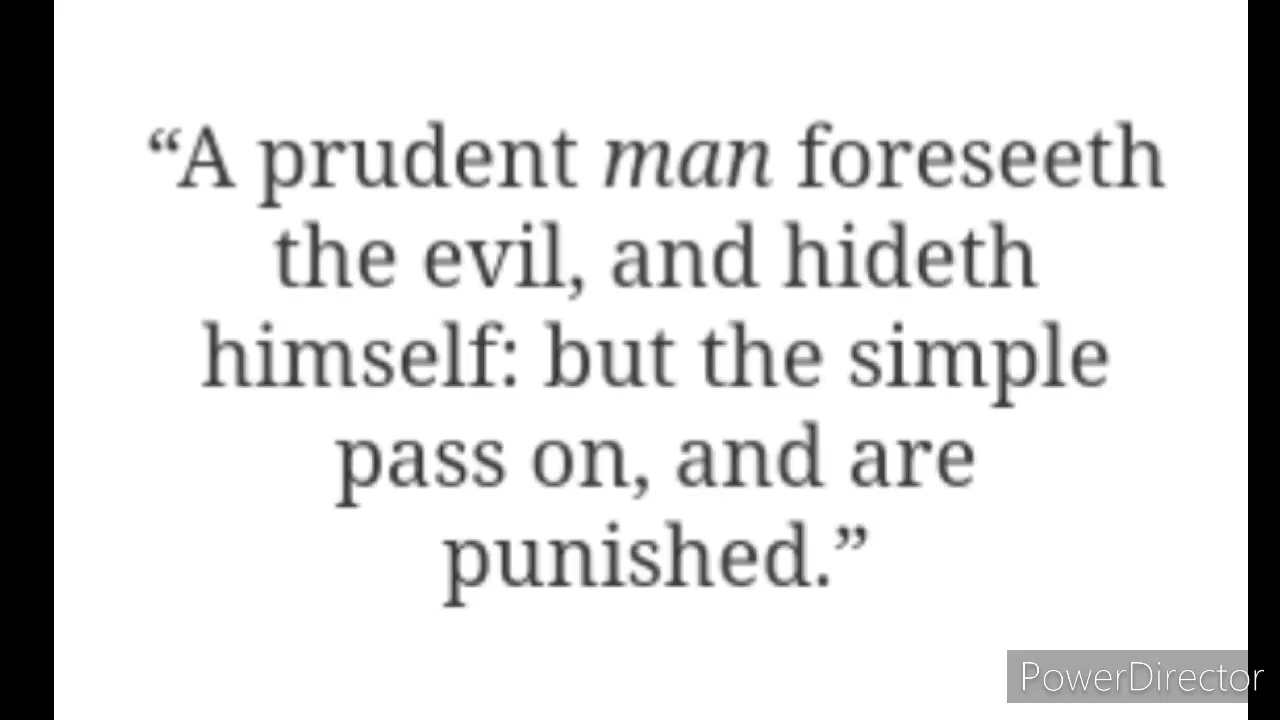 “A prudent man foreseeth
the evil, and hideth
himself: but the simple
pass on, and are
punished.”
PowerDirector